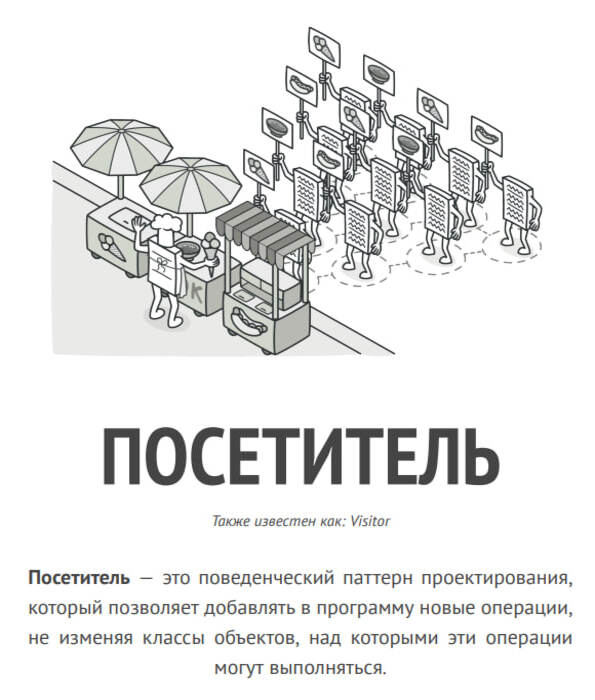 ПОСЕТИТЕЛЬ
Также известен как: Visitor
Посетитель — это поведенческий паттерн проектирования,
который позволяет добавлять в программу новые операции,
не изменяя классы объектов, над которыми эти операции
могут выполняться.